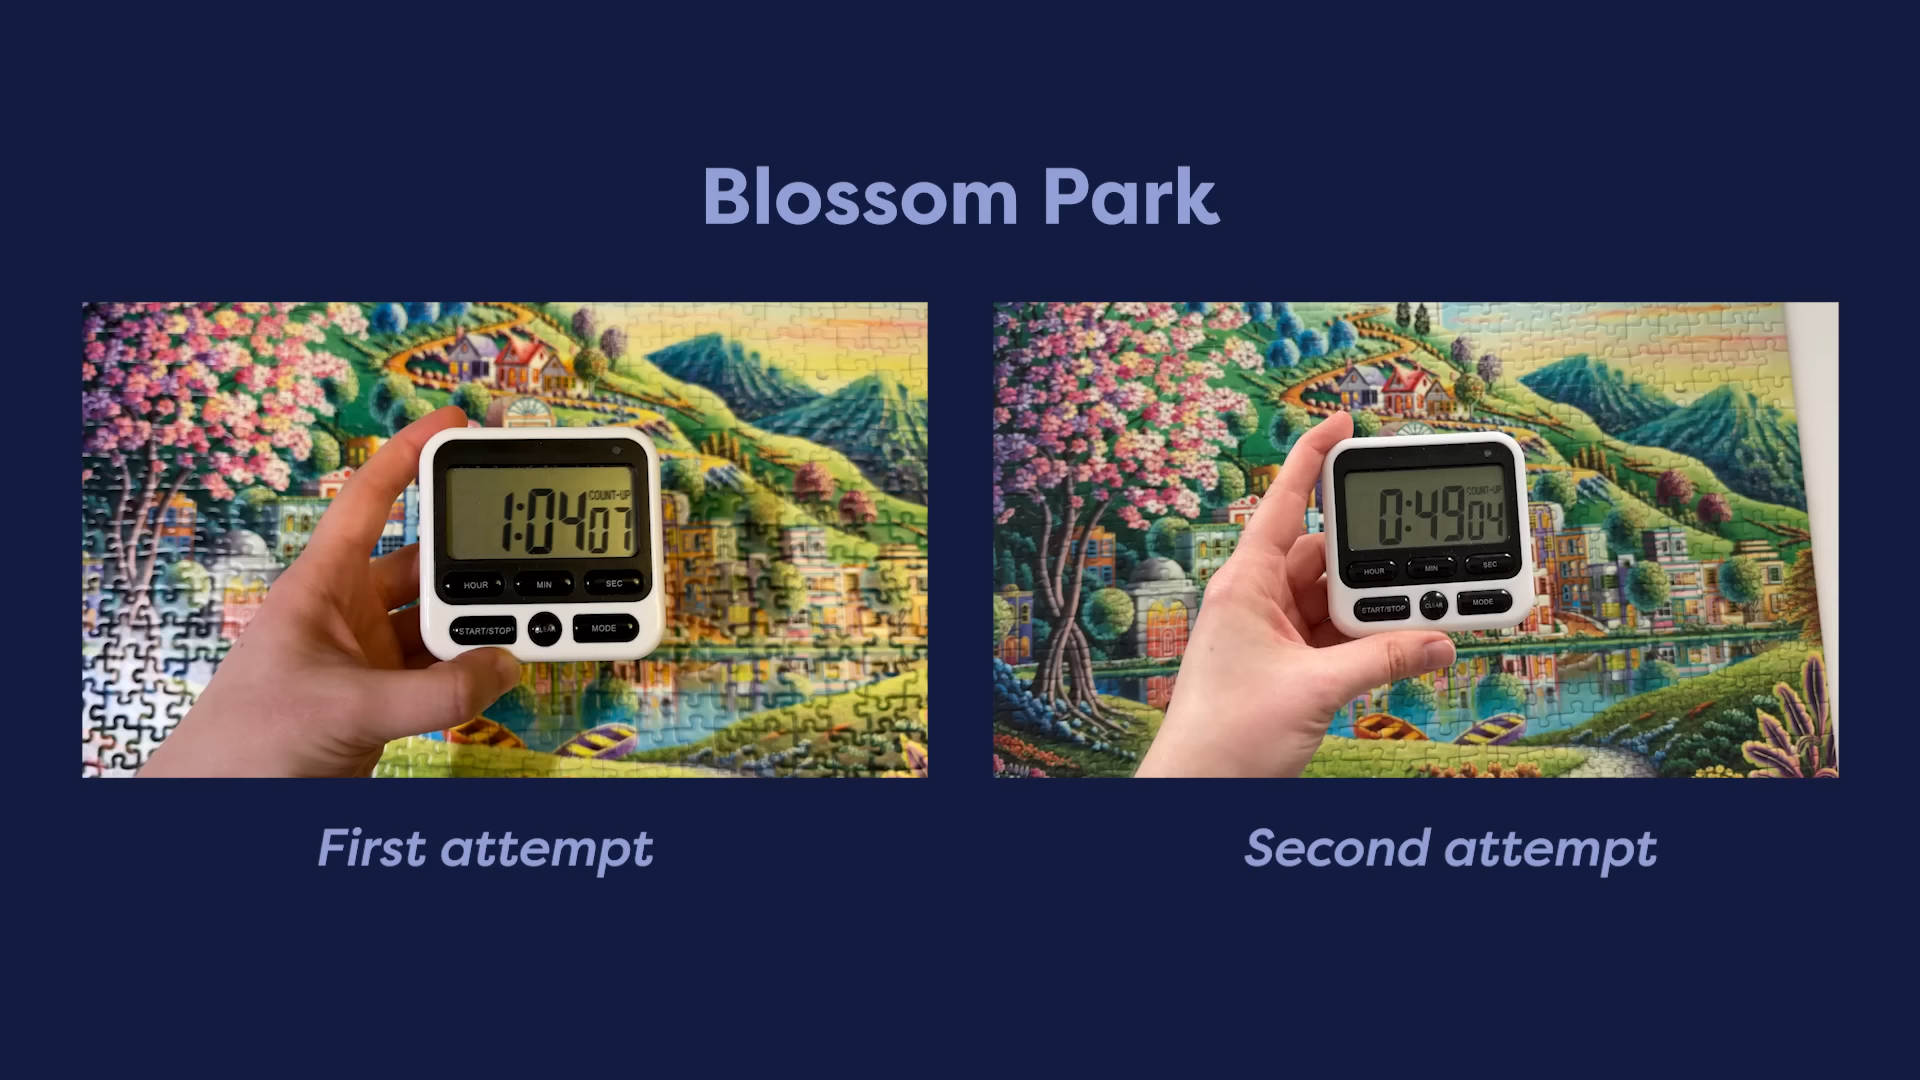 Blossom Park
COUNT-UP
1:04 07
HOUR MIN SEC
START/STOP CLEAR MODE
COUNT-UP
0:49 04
HOUR MIN SEC
START/STOP CLEAR MODE
First attempt
Second attempt